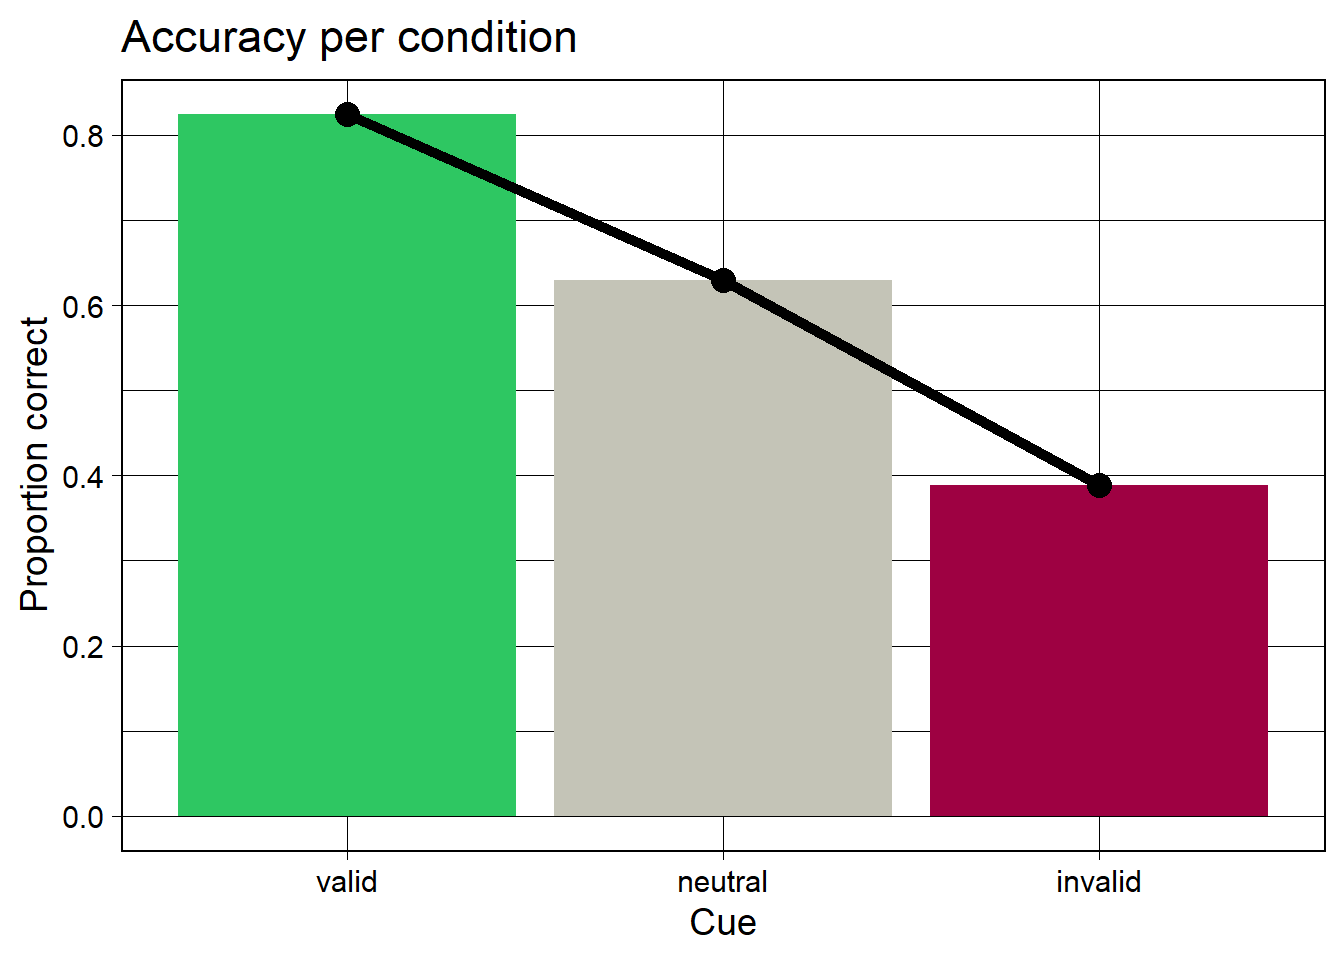 Accuracy per condition
Proportion correct
0.8
0.6
0.4
0.2
0.0
valid neutral invalid
Cue